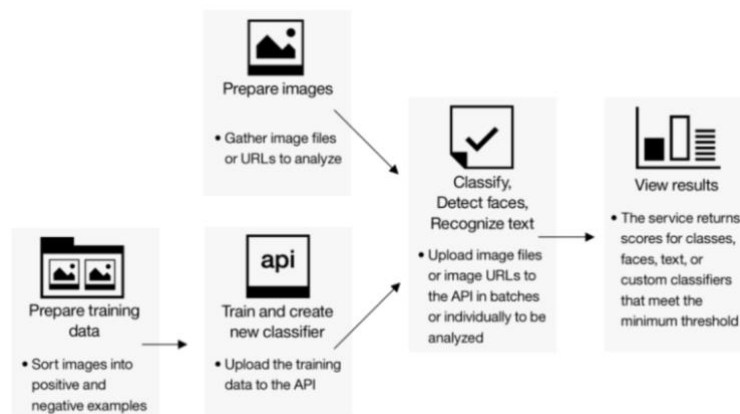 Prepare images
• Gather image files
or URLs to analyze
Prepare training
data
• Sort images into
positive and
negative examples
api
Train and create
new classifier
• Upload the training
data to the API
Classify,
Detect faces,
Recognize text
• Upload image files
or image URLs to
the API in batches
or individually to be
analyzed
View results
• The service returns
scores for classes,
faces, text, or
custom classifiers
that meet the
minimum threshold